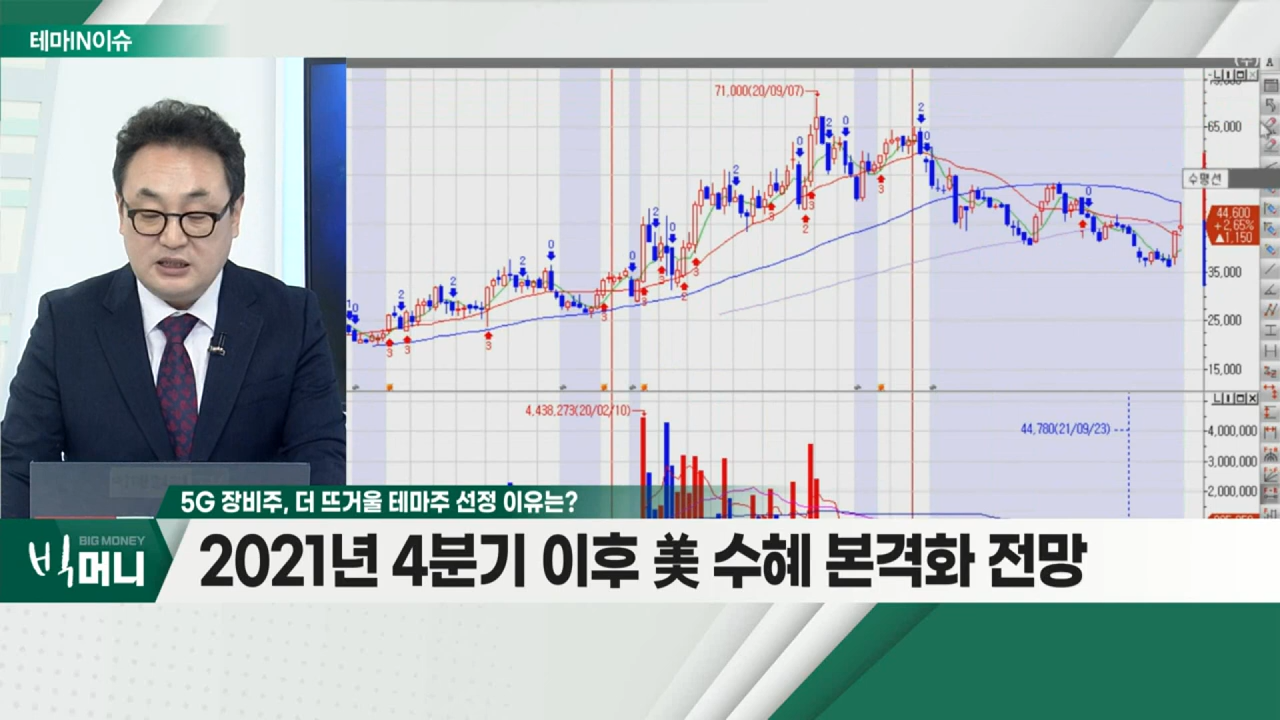 테마IN이슈
71,000(20/09/07)
65,000
수평선
44,600
+2,65%
▲1,150
35,000
25,000
15,000
4,438,273(20/02/10)
44,780(21/09/23)
4,000,000
3,000,000
2,000,000
5G 장비주, 더 뜨거울 테마주 선정 이유는?
BIG MONEY
빅머니
2021년 4분기 이후 美 수혜 본격화 전망